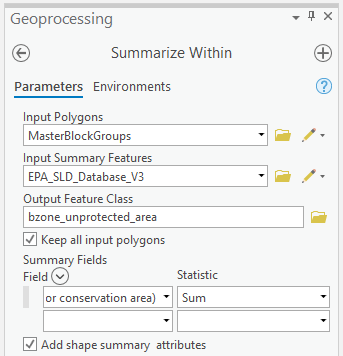 Geoprocessing
Summarize Within
Parameters Environments
Input Polygons
MasterBlockGroups
Input Summary Features
EPA_SLD_Database_V3
Output Feature Class
bzone_unprotected_area
Keep all input polygons
Summary Fields
Field Statistic
or conservation area) Sum
Add shape summary attributes